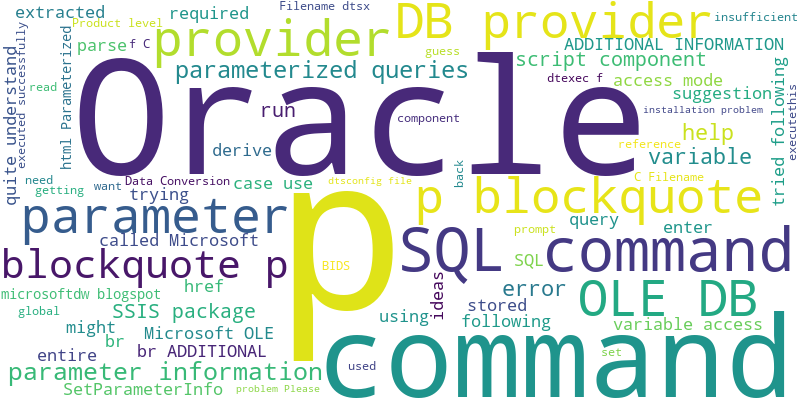 extracted
required
Filename dtsx
Product level
DB provider
insufficient
quite understand
executed successfully
html Parameterized
parse
f C
provider
guess
ADDITIONAL INFORMATION
script component
parameterized queries
dtexec f
access mode
read
Oracle
run
suggestion
tried following
executethis
installation problem
component
help
reference
derive
variable
need
getting
want
Data Conversion
case use
dtsconfig file
back
C Filename
trying
p
p blockquote
parameter
query
enter
prompt
called Microsoft
SQL command
blockquote p
BIDS
SQL
ideas
href
error
OLE DB
microsoftdw blogspot
stored
global
SSIS package
using
following
variable access
might
Microsoft OLE
br
command
entire
br ADDITIONAL
set
used
parameter information
SetParameterInfo
problem Please